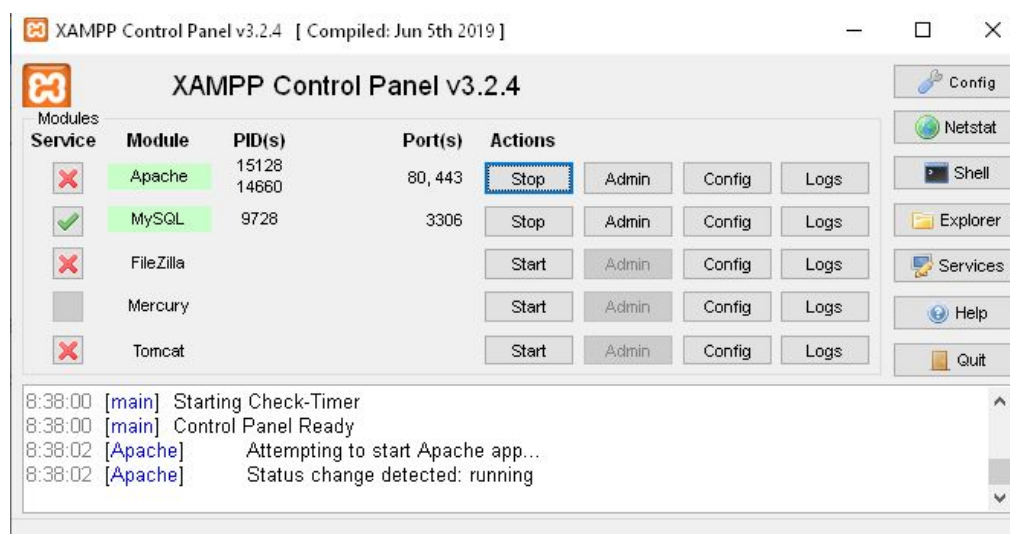 XAMPP Control Panel v3.2.4 [ Compiled: Jun 5th 2019 ]
XAMPP Control Panel v3.2.4
Config
Modules
Service Module PID(s) Port(s) Actions
Netstat
Apache 15128 14660 80, 443 Stop Admin Config Logs
Shell
MySQL 9728 3306 Stop Admin Config Logs
Explorer
FileZilla Start Admin Config Logs
Services
Mercury Start Admin Config Logs
Help
Tomcat Start Admin Config Logs
Quit
8:38:00 [main] Starting Check-Timer
8:38:00 [main] Control Panel Ready
8:38:02 [Apache] Attempting to start Apache app...
8:38:02 [Apache] Status change detected: running